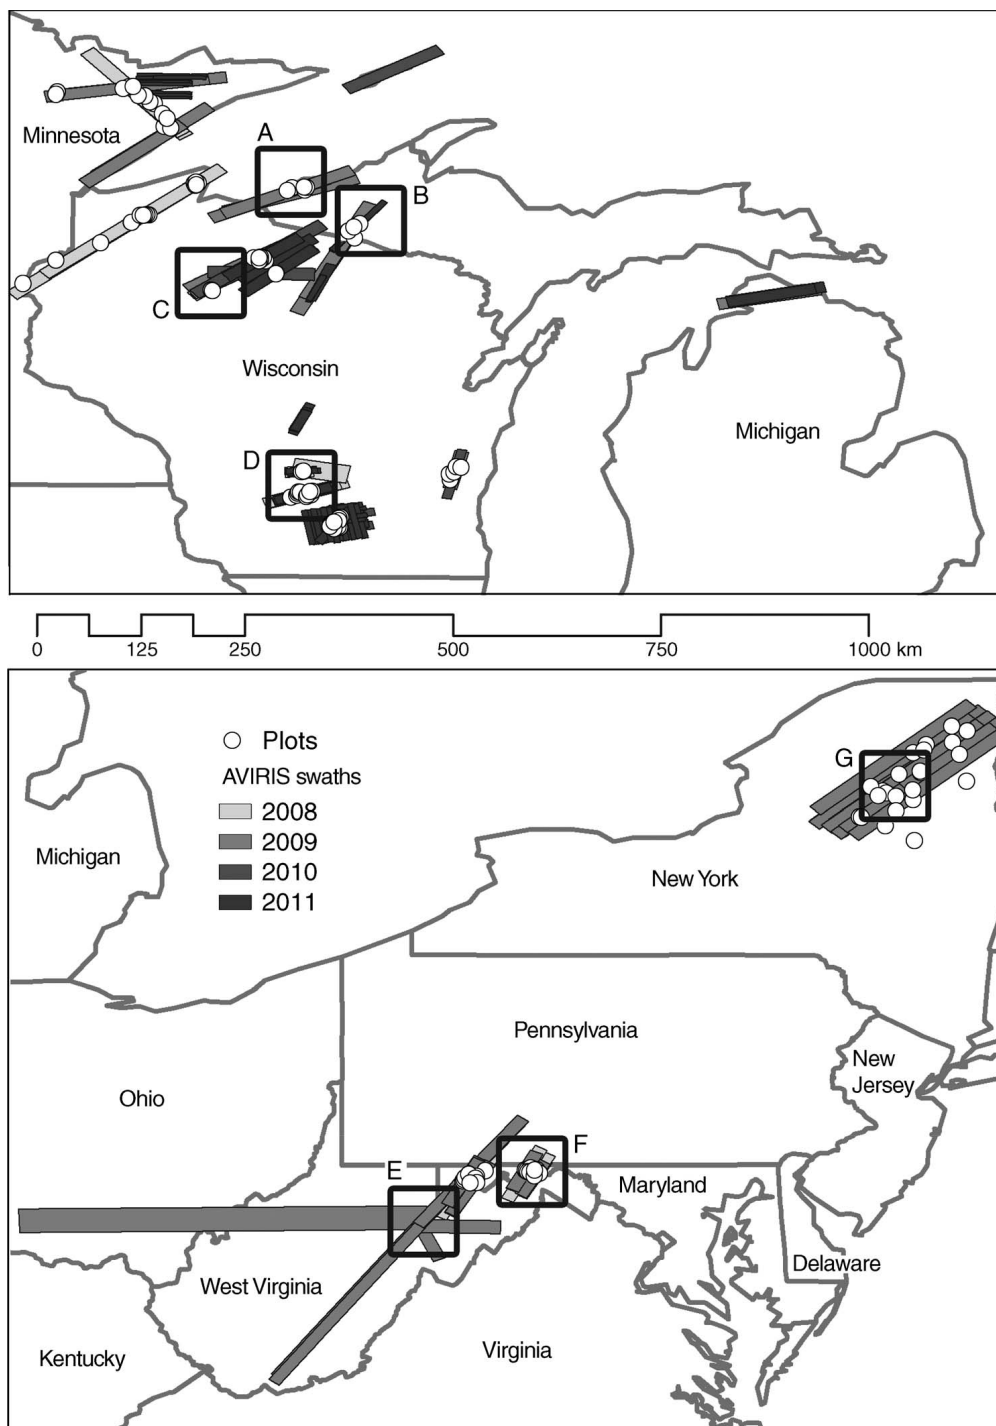 Minnesota
A
B
C
Wisconsin
Michigan
D
0 125 250 500 750 1000 km
Plots
AVIRIS swaths
2008
2009
2010
2011
G
Michigan
New York
Pennsylvania
New
Jersey
Ohio
E
F
Maryland
Delaware
West Virginia
Virginia
Kentucky